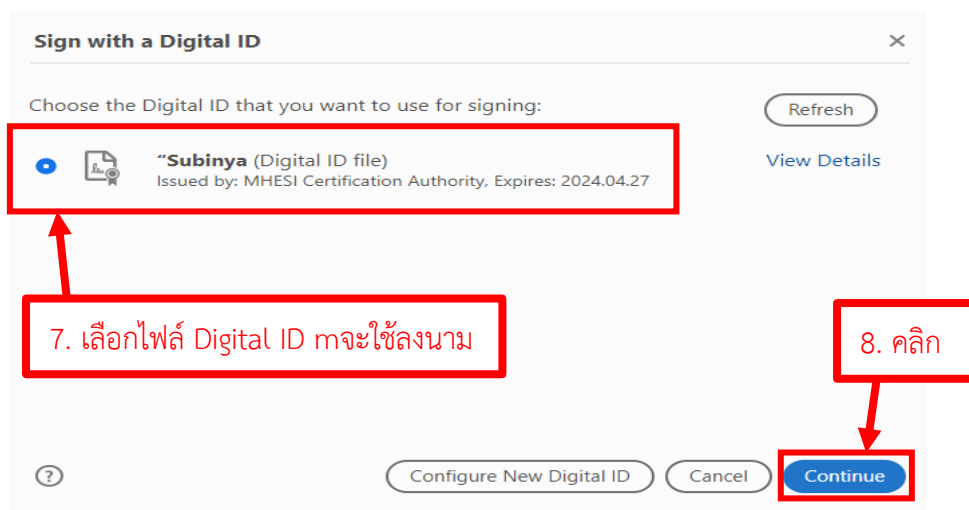 Sign with a Digital ID
Choose the Digital ID that you want to use for signing:
Refresh
“Subinya (Digital ID file)
View Details
Issued by: MHESI Certification Authority, Expires: 2024.04.27
7. เลือกไฟล์ Digital ID mจะใช้ลงนาม
8. คลิก
?
Configure New Digital ID
Cancel
Continue